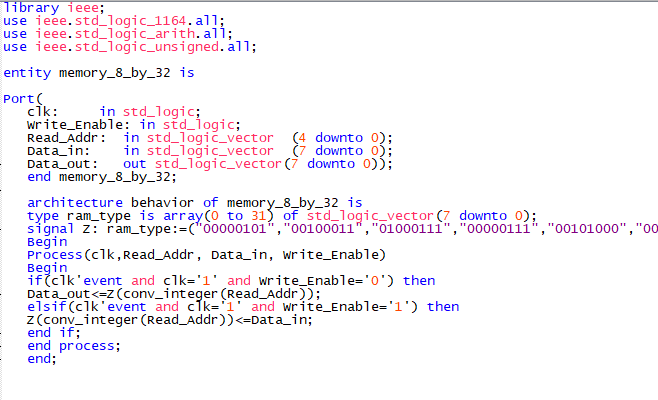 library ieee;
use ieee.std_logic_1164.all;
use ieee.std_logic_arith.all;
use ieee.std_logic_unsigned.all;
entity memory_8_by_32 is
Port(
clk: in std_logic;
Write_Enable: in std_logic;
Read_Addr: in std_logic_vector (4 downto 0);
Data_in: in std_logic_vector (7 downto 0);
Data_out: out std_logic_vector(7 downto 0));
end memory_8_by_32;
architecture behavior of memory_8_by_32 is
type ram_type is array(0 to 31) of std_logic_vector(7 downto 0);
signal Z: ram_type:=("00000101","00100011","01000111","00000111","00101000","00
Begin
Process(clk,Read_Addr, Data_in, Write_Enable)
Begin
if(clk'event and clk='1' and Write_Enable='0') then
Data_out<=Z(conv_integer(Read_Addr));
elsif(clk'event and clk='1' and Write_Enable='1') then
Z(conv_integer(Read_Addr))<=Data_in;
end if;
end process;
end;